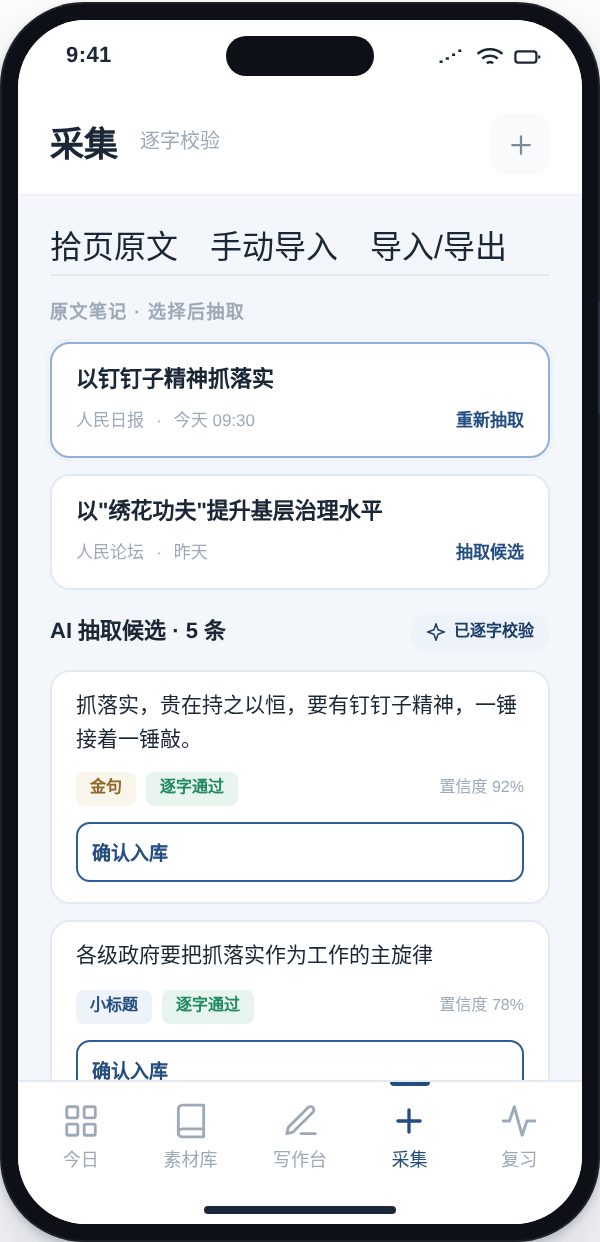 9:41
采集 逐字校验
拾页原文 手动导入 导入/导出
原文笔记 · 选择后抽取
以钉钉子精神抓落实
人民日报 · 今天 09:30 重新抽取
以"绣花功夫"提升基层治理水平
人民论坛 · 昨天 抽取候选
AI 抽取候选 · 5 条 已逐字校验
抓落实，贵在持之以恒，要有钉钉子精神，一锤
接着一锤敲。
金句 逐字通过 置信度 92%
确认入库
各级政府要把抓落实作为工作的主旋律
小标题 逐字通过 置信度 78%
确认入库
今日 素材库 写作台 采集 复习